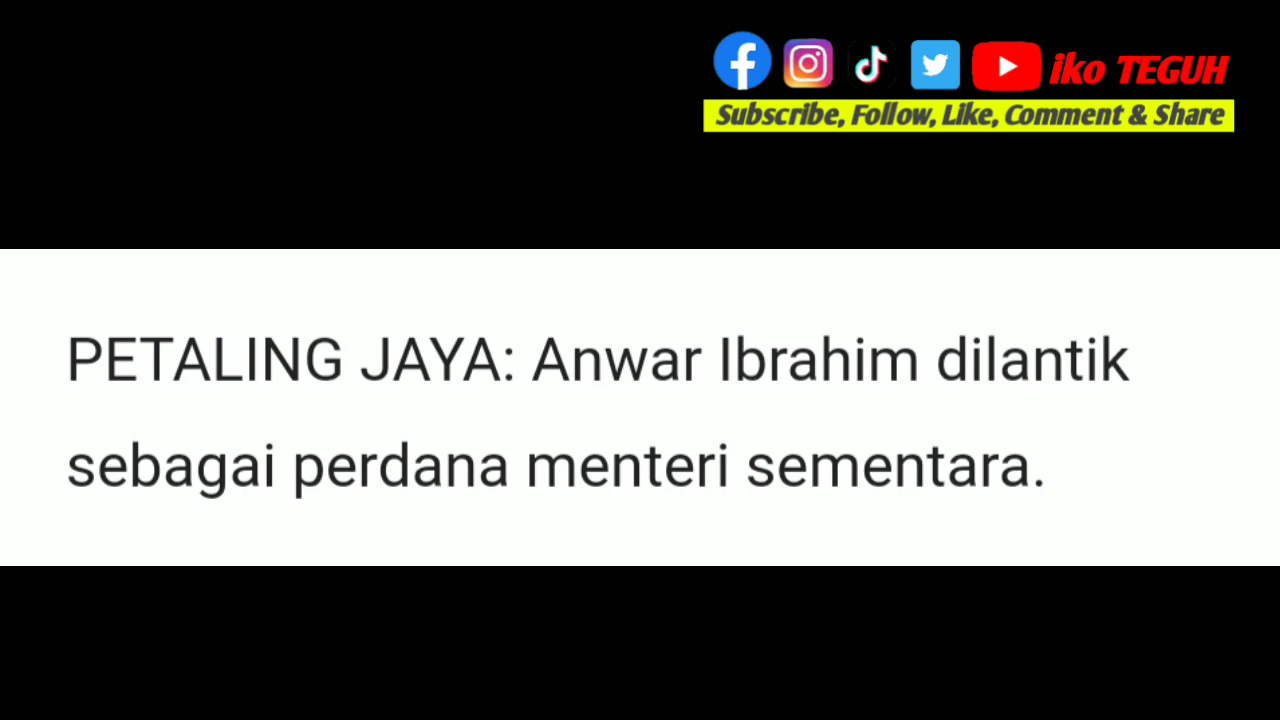 iko TEGUH
Subscribe, Follow, Like, Comment & Share
PETALING JAYA: Anwar Ibrahim dilantik
sebagai perdana menteri sementara.